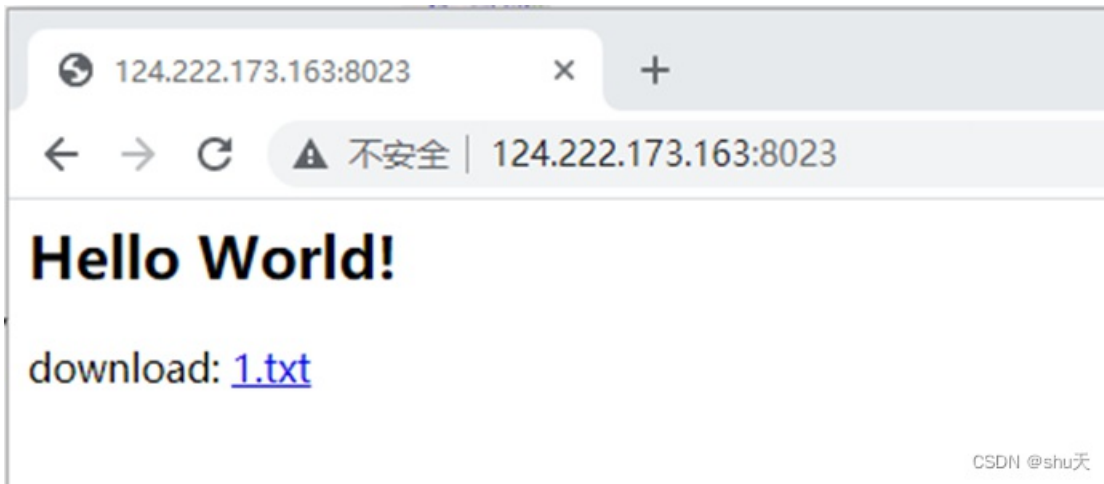 124.222.173.163:8023
不安全 124.222.173.163:8023
Hello World!
download: 1.txt
CSDN @shu天